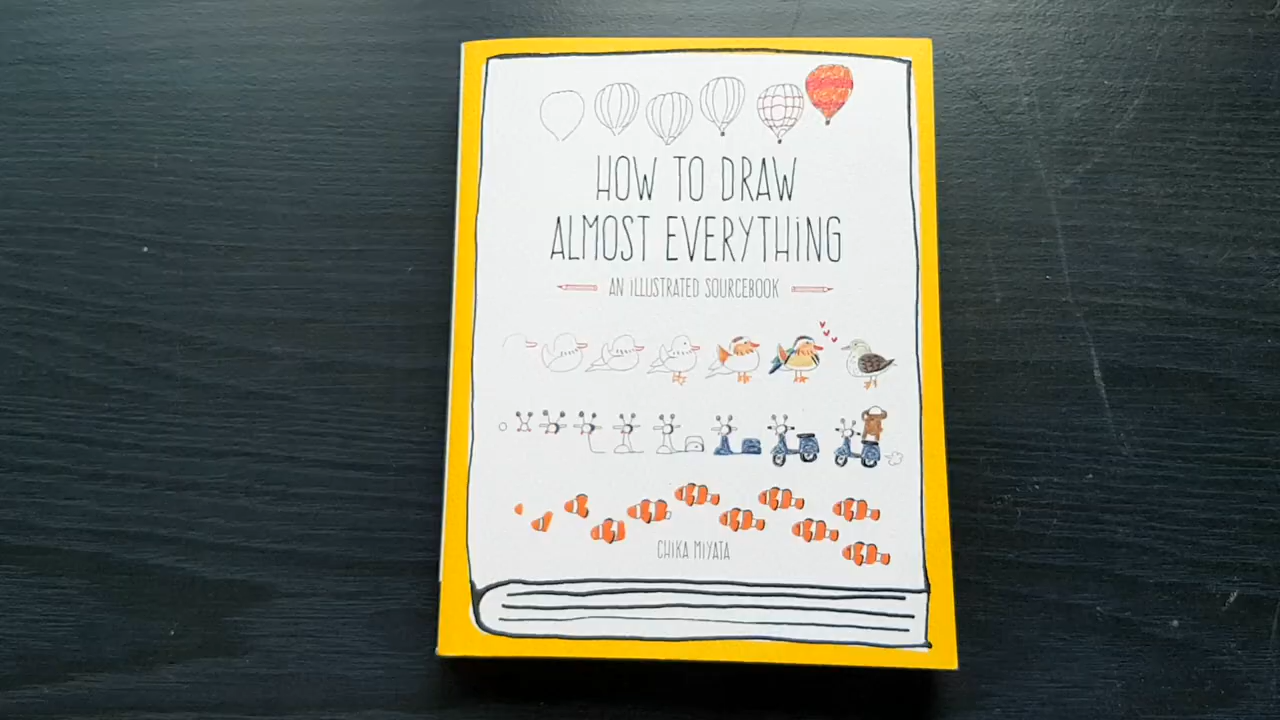 HOW TO DRAW
ALMOST EVERYTHiNG
AN iLLUSTRATED SOURCEBOOK
CHiKA MiYATA